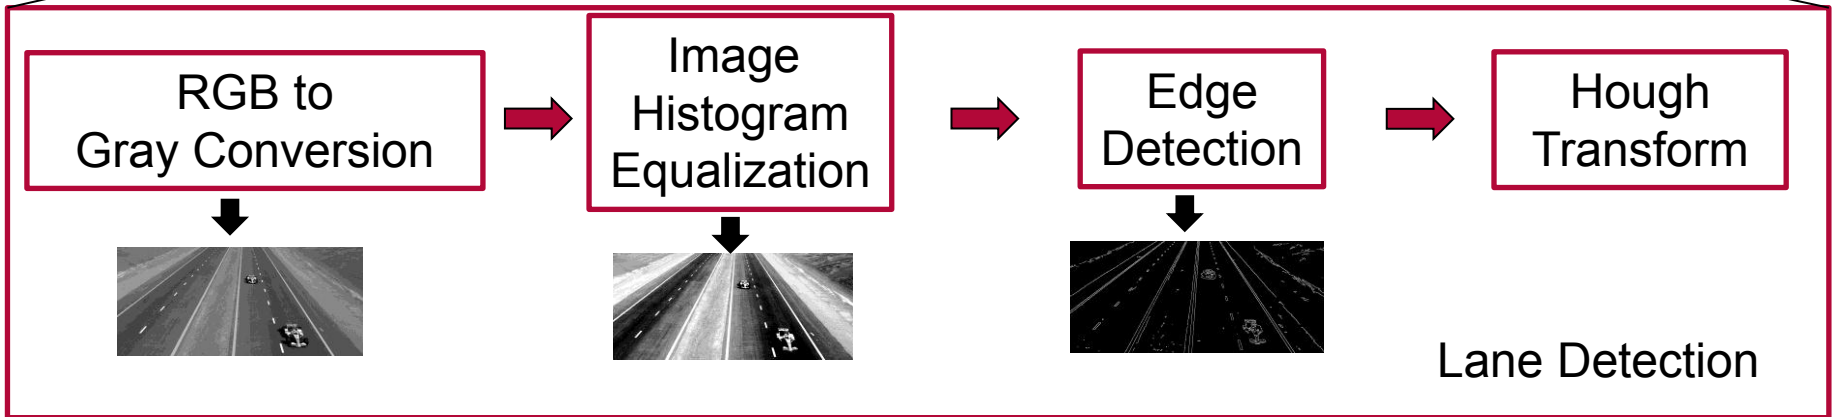 RGB to
Gray Conversion
Image
Histogram
Equalization
Edge
Detection
Hough
Transform
Lane Detection